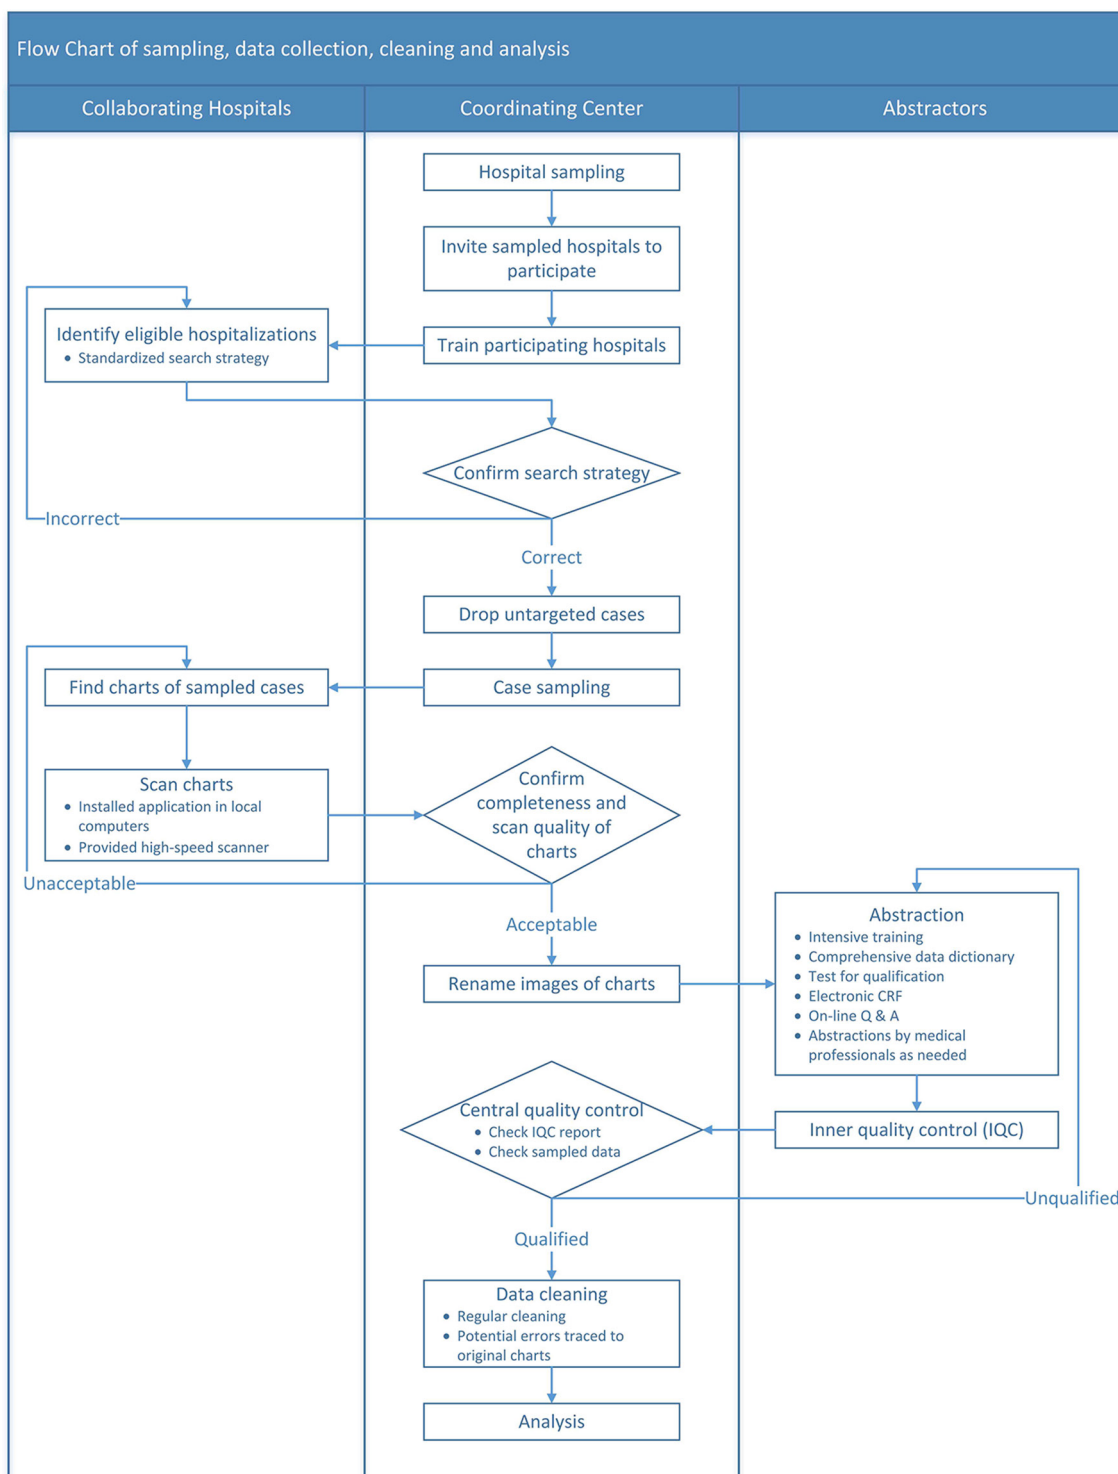 Flow Chart of sampling, data collection, cleaning and analysis
Collaborating Hospitals
Coordinating Center
Abstractors
Hospital sampling
Invite sampled hospitals to
participate
Identify eligible hospitalizations
• Standardized search strategy
Train participating hospitals
Confirm search strategy
Incorrect
Correct
Drop untargeted cases
Find charts of sampled cases
Case sampling
Scan charts
• Installed application in local
computers
• Provided high-speed scanner
Confirm
completeness and
scan quality of
charts
Unacceptable
Acceptable
Rename images of charts
Abstraction
• Intensive training
• Comprehensive data dictionary
• Test for qualification
• Electronic CRF
• On-line Q & A
• Abstractions by medical
professionals as needed
Central quality control
• Check IQC report
• Check sampled data
Inner quality control (IQC)
Unqualified
Qualified
Data cleaning
• Regular cleaning
• Potential errors traced to
original charts
Analysis